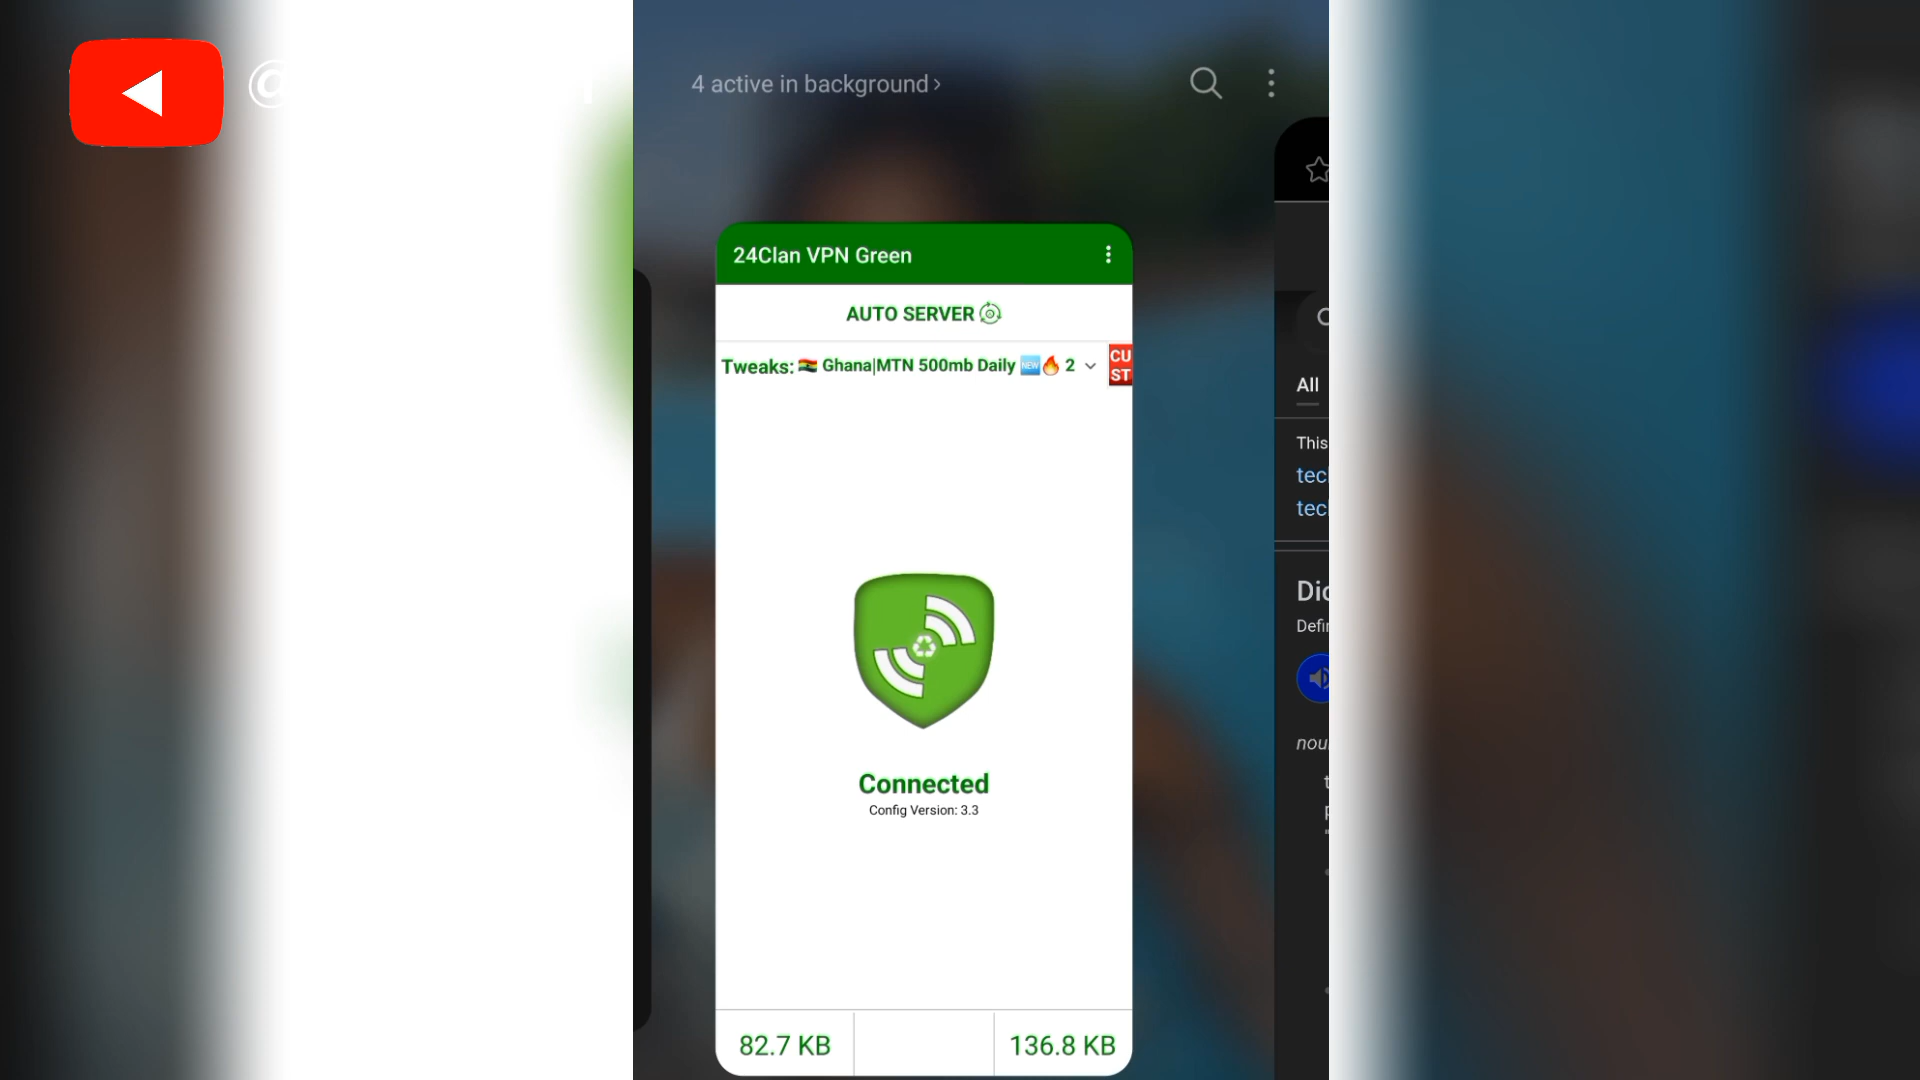 @
4 active in background ›
24Clan VPN Green
AUTO SERVER
Tweaks: 🇬🇭 Ghana|MTN 500mb Daily 🆕🔥 2
CU
ST
Connected
Config Version: 3.3
82.7 KB
136.8 KB
All
This